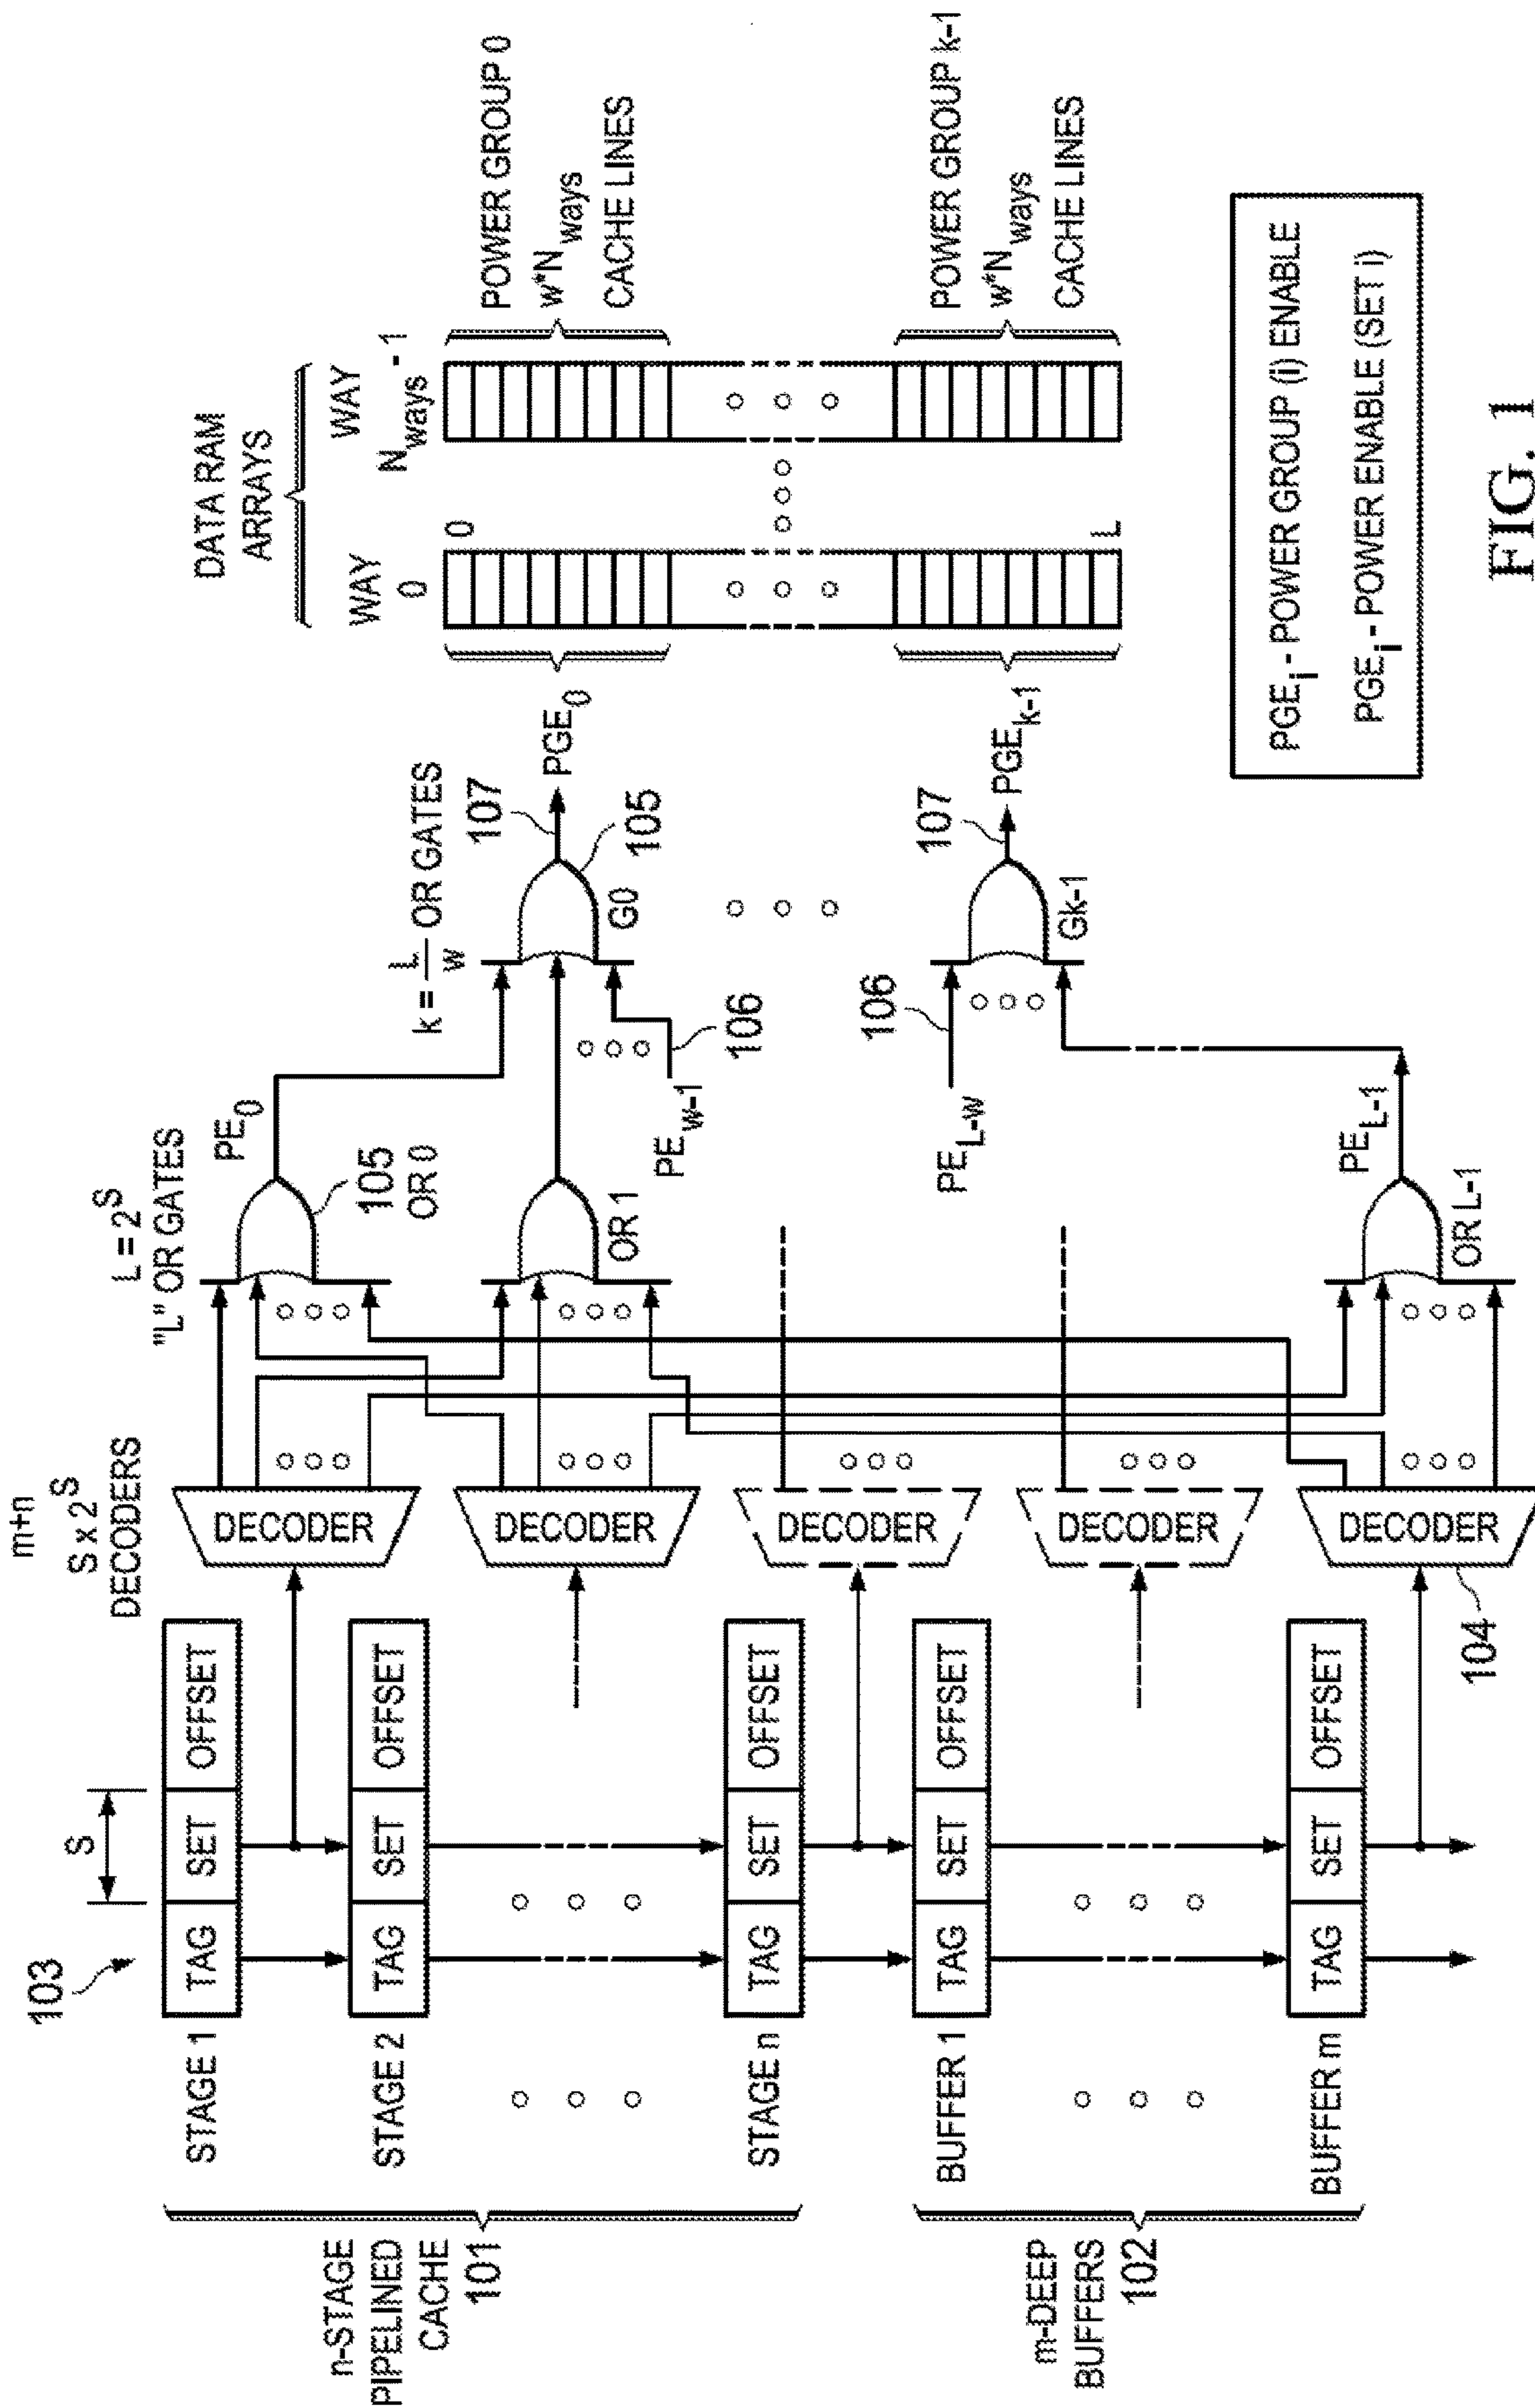 n-STAGE
PIPELINED
CACHE
101
m-DEEP
BUFFERS
102
103
STAGE 1
STAGE 2
STAGE n
BUFFER 1
BUFFER m
S
TAG SET OFFSET
TAG SET OFFSET
TAG SET OFFSET
TAG SET OFFSET
TAG SET OFFSET
m+n
S x 2^S
DECODERS
DECODER
DECODER
DECODER
DECODER
DECODER
104
L = 2^S
"L" OR GATES
105
OR 0
OR 1
OR L-1
PE_0
PE_w-1
PE_L-w
PE_L-1
106
106
k = L/w OR GATES
G0
105
Gk-1
107
107
PGE_0
PGE_k-1
DATA RAM
ARRAYS
WAY
0
WAY
N_ways - 1
0
L
POWER GROUP 0
w*N_ways
CACHE LINES
POWER GROUP k-1
w*N_ways
CACHE LINES
PGE_i - POWER GROUP (i) ENABLE
PGE_i - POWER ENABLE (SET i)
FIG. 1